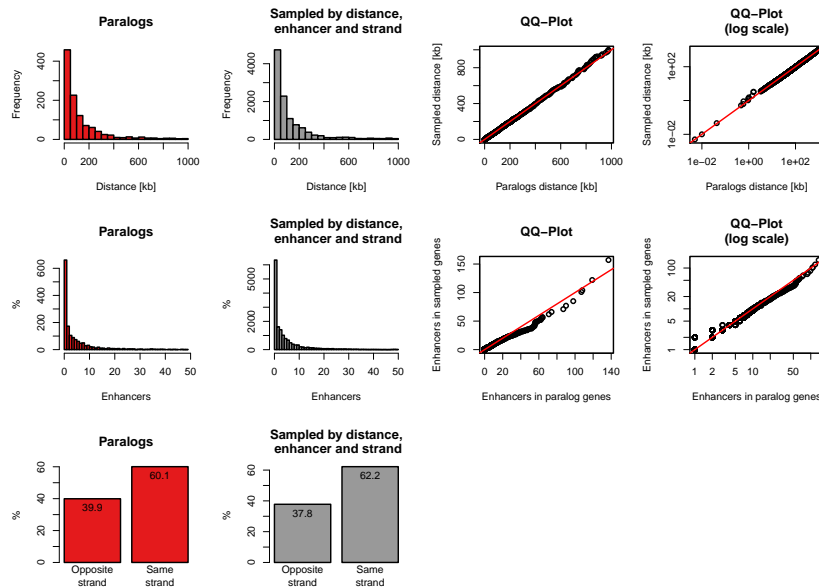 Paralogs
Frequency
0
200
400
200
600
1000
Distance [kb]
Sampled by distance,
enhancer and strand
Frequency
0
2000
4000
200
600
1000
Distance [kb]
QQ−Plot
Sampled distance [kb]
0
400
800
0
200
400
600
800
1000
Paralogs distance [kb]
QQ−Plot
(log scale)
Sampled distance [kb]
1e−02
1e+02
1e−02
1e+00
1e+02
Paralogs distance [kb]
Paralogs
%
0
200
400
600
0
10
20
30
40
50
Enhancers
Sampled by distance,
enhancer and strand
%
0
2000
5000
0
10
20
30
40
50
Enhancers
QQ−Plot
Enhancers in sampled genes
0
50
100
150
0
20
60
100
140
Enhancers in paralog genes
QQ−Plot
(log scale)
Enhancers in sampled genes
1
2
5
20
100
1
2
5
10
20
50
Enhancers in paralog genes
Paralogs
%
0
20
40
60
39.9
60.1
Opposite
strand
Same
strand
Sampled by distance,
enhancer and strand
%
0
20
40
60
37.8
62.2
Opposite
strand
Same
strand